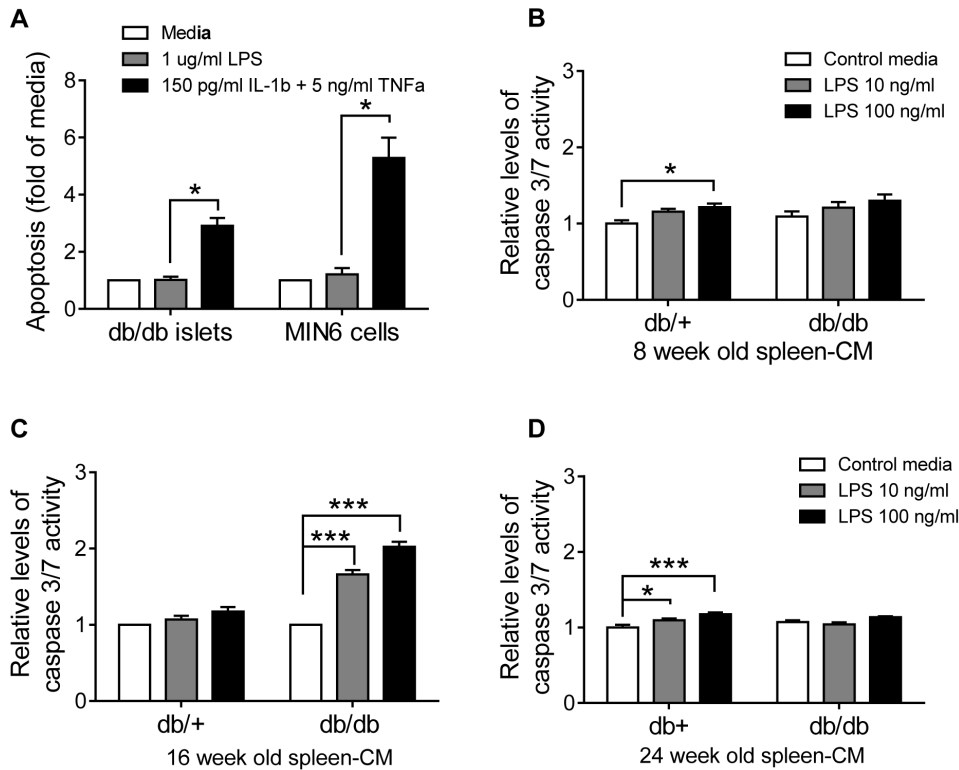 A
Media
1 ug/ml LPS
150 pg/ml IL-1b + 5 ng/ml TNFa
Apoptosis (fold of media)
8
6
4
2
0
*
*
db/db islets
MIN6 cells
B
Control media
LPS 10 ng/ml
LPS 100 ng/ml
Relative levels of
caspase 3/7 activity
3
2
1
0
*
db/+
db/db
8 week old spleen-CM
C
Relative levels of
caspase 3/7 activity
3
2
1
0
***
***
db/+
db/db
16 week old spleen-CM
D
Control media
LPS 10 ng/ml
LPS 100 ng/ml
Relative levels of
caspase 3/7 activity
3
2
1
0
***
*
db+
db/db
24 week old spleen-CM